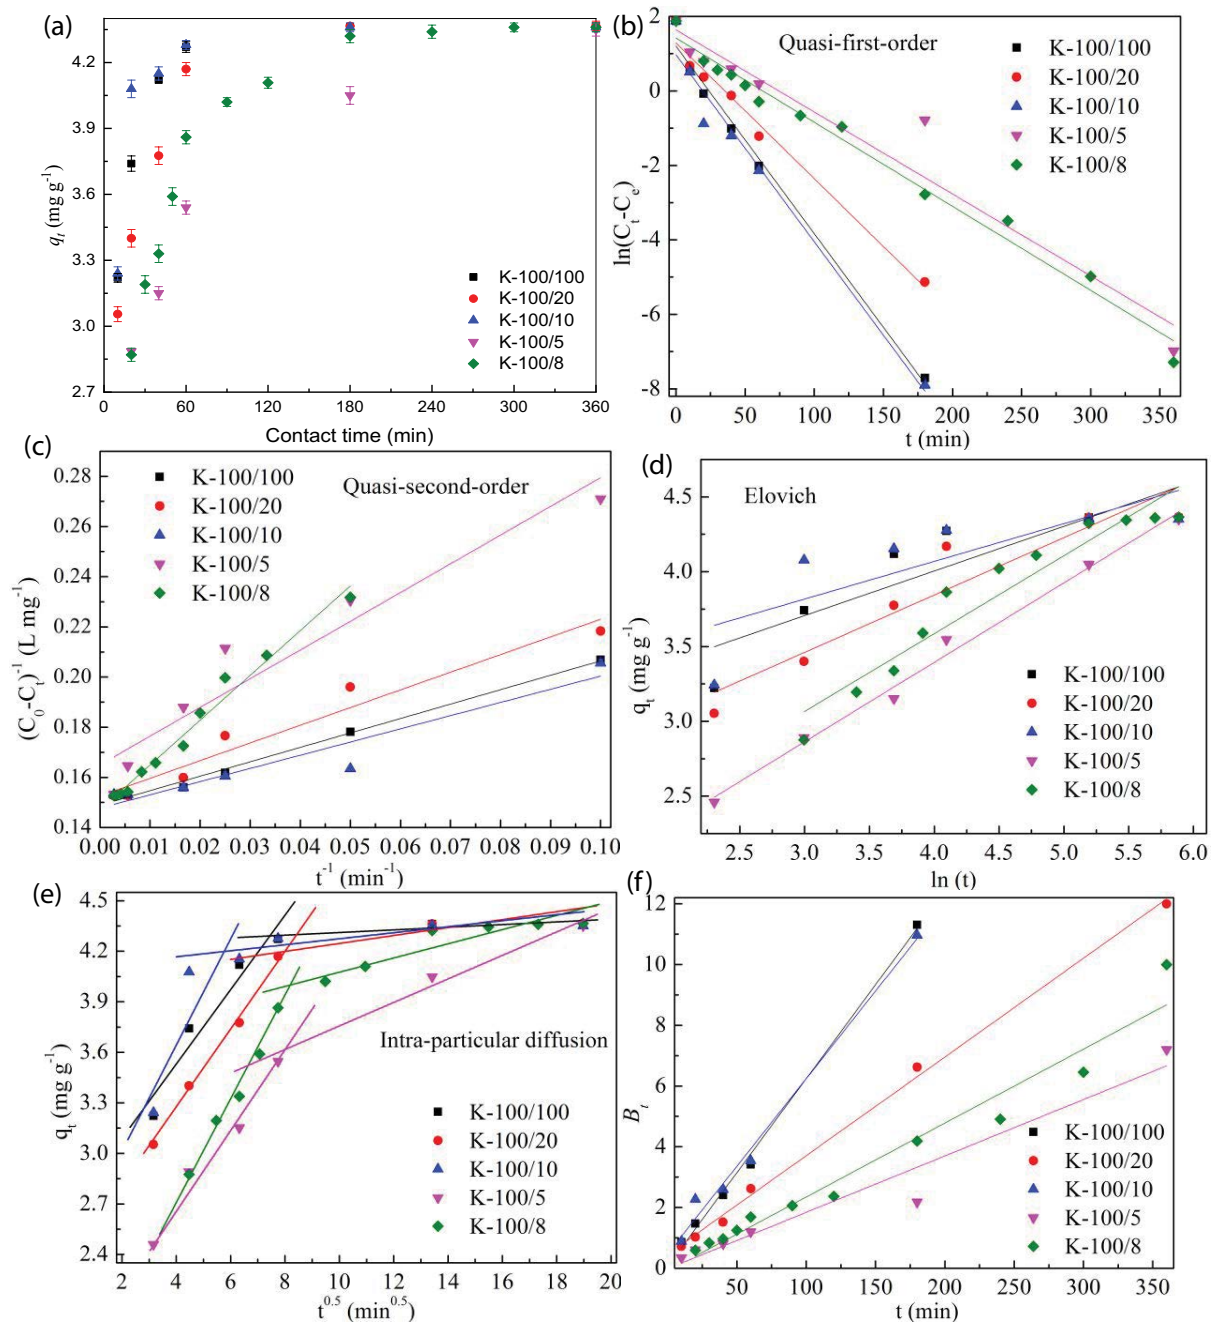 (a)
4.2
3.9
3.6
3.3
3.0
2.7
q_t (mg g⁻¹)
K-100/100
K-100/20
K-100/10
K-100/5
K-100/8
0 60 120 180 240 300 360
Contact time (min)
(b)
2
0
-2
-4
-6
-8
ln(C_t-C_e)
Quasi-first-order
K-100/100
K-100/20
K-100/10
K-100/5
K-100/8
0 50 100 150 200 250 300 350
t (min)
(c)
0.28
0.26
0.24
0.22
0.20
0.18
0.16
0.14
(C_0-C_t)⁻¹ (L mg⁻¹)
K-100/100
K-100/20
K-100/10
K-100/5
K-100/8
Quasi-second-order
0.00 0.01 0.02 0.03 0.04 0.05 0.06 0.07 0.08 0.09 0.10
t⁻¹ (min⁻¹)
(d)
4.5
4.0
3.5
3.0
2.5
q_t (mg g⁻¹)
Elovich
K-100/100
K-100/20
K-100/10
K-100/5
K-100/8
2.5 3.0 3.5 4.0 4.5 5.0 5.5 6.0
ln (t)
(e)
4.5
4.2
3.9
3.6
3.3
3.0
2.7
2.4
q_t (mg g⁻¹)
Intra-particular diffusion
K-100/100
K-100/20
K-100/10
K-100/5
K-100/8
2 4 6 8 10 12 14 16 18 20
t^0.5 (min^0.5)
(f)
12
10
8
6
4
2
0
B_t
K-100/100
K-100/20
K-100/10
K-100/5
K-100/8
50 100 150 200 250 300 350
t (min)